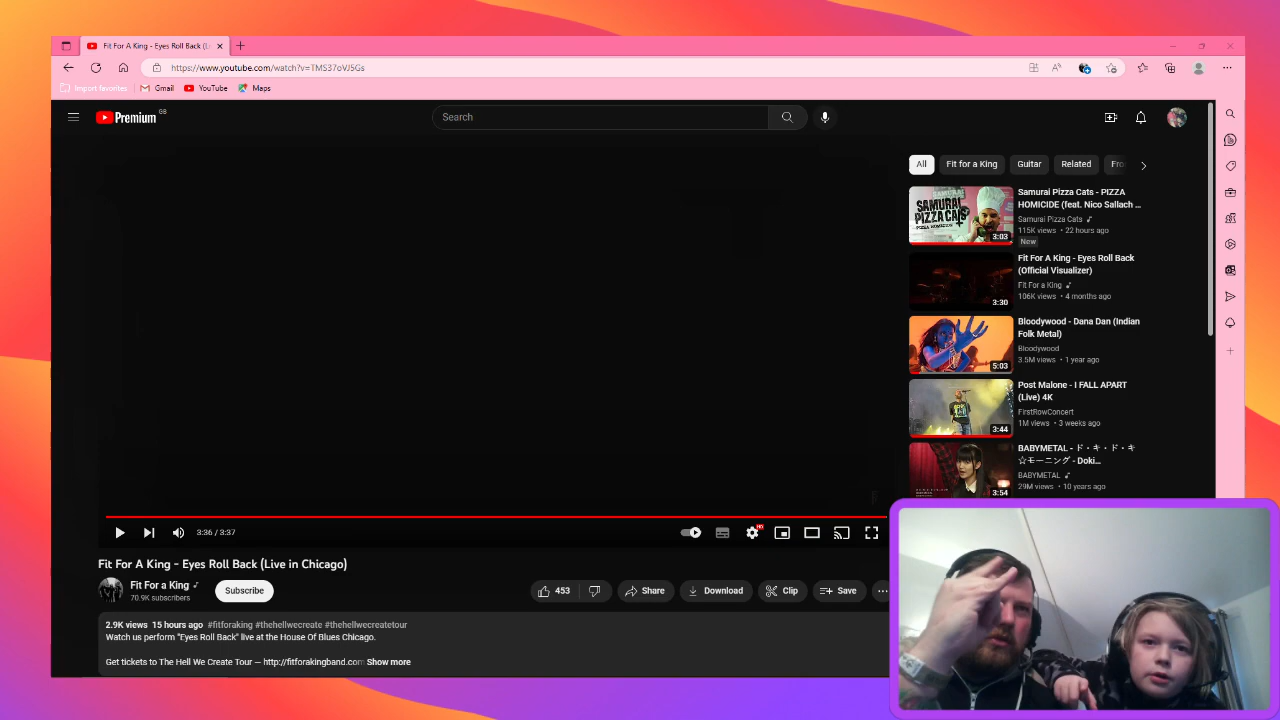 Fit For A King - Eyes Roll Back (Li
https://www.youtube.com/watch?v=TMS37oVJ5Gs
Import favorites
Gmail
YouTube
Maps
Premium GB
Search
All
Fit for a King
Guitar
Related
Fro
SAMURAI PIZZA CATS
3:03
Samurai Pizza Cats - PIZZA
HOMICIDE (feat. Nico Sallach ...
Samurai Pizza Cats
115K views • 22 hours ago
New
3:30
Fit For A King - Eyes Roll Back
(Official Visualizer)
Fit For a King
106K views • 4 months ago
5:03
Bloodywood - Dana Dan (Indian
Folk Metal)
Bloodywood
3.5M views • 1 year ago
3:44
Post Malone - I FALL APART
(Live) 4K
FirstRowConcert
1M views • 3 weeks ago
3:54
BABYMETAL - ド・キ・ド・キ
☆モーニング - Doki...
BABYMETAL
29M views • 10 years ago
3:36 / 3:37
HD
Fit For A King - Eyes Roll Back (Live in Chicago)
Fit For a King
70.9K subscribers
Subscribe
453
Share
Download
Clip
Save
2.9K views 15 hours ago #fitforaking #thehellwecreate #thehellwecreatetour
Watch us perform "Eyes Roll Back" live at the House Of Blues Chicago.
Get tickets to The Hell We Create Tour — http://fitforakingband.com Show more